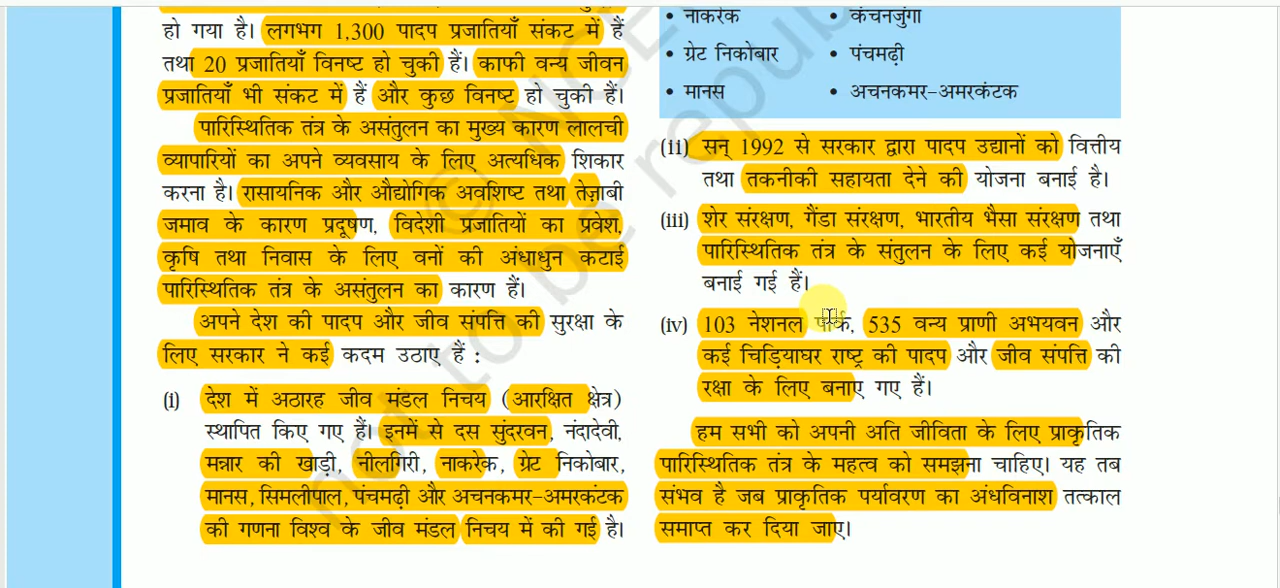 हो गया है। लगभग 1,300 पादप प्रजातियाँ संकट में हैं
तथा 20 प्रजातियाँ विनष्ट हो चुकी हैं। काफी वन्य जीवन
प्रजातियाँ भी संकट में हैं और कुछ विनष्ट हो चुकी हैं।
पारिस्थितिक तंत्र के असंतुलन का मुख्य कारण लालची
व्यापारियों का अपने व्यवसाय के लिए अत्यधिक शिकार
करना है। रासायनिक और औद्योगिक अवशिष्ट तथा तेज़ाबी
जमाव के कारण प्रदूषण, विदेशी प्रजातियों का प्रवेश,
कृषि तथा निवास के लिए वनों की अंधाधुन कटाई
पारिस्थितिक तंत्र के असंतुलन का कारण हैं।
अपने देश की पादप और जीव संपत्ति की सुरक्षा के
लिए सरकार ने कई कदम उठाए हैं :
(i) देश में अठारह जीव मंडल निचय (आरक्षित क्षेत्र)
स्थापित किए गए हैं। इनमें से दस सुंदरवन, नंदादेवी,
मन्नार की खाड़ी, नीलगिरी, नाकरेक, ग्रेट निकोबार,
मानस, सिमलीपाल, पंचमढ़ी और अचनकमर-अमरकंटक
की गणना विश्व के जीव मंडल निचय में की गई है।
• नाकरेक • कंचनजुंगा
• ग्रेट निकोबार • पंचमढ़ी
• मानस • अचनकमर-अमरकंटक
(ii) सन् 1992 से सरकार द्वारा पादप उद्यानों को वित्तीय
तथा तकनीकी सहायता देने की योजना बनाई है।
(iii) शेर संरक्षण, गैंडा संरक्षण, भारतीय भैसा संरक्षण तथा
पारिस्थितिक तंत्र के संतुलन के लिए कई योजनाएँ
बनाई गई हैं।
(iv) 103 नेशनल पार्क, 535 वन्य प्राणी अभयवन और
कई चिड़ियाघर राष्ट्र की पादप और जीव संपत्ति की
रक्षा के लिए बनाए गए हैं।
हम सभी को अपनी अति जीविता के लिए प्राकृतिक
पारिस्थितिक तंत्र के महत्व को समझना चाहिए। यह तब
संभव है जब प्राकृतिक पर्यावरण का अंधविनाश तत्काल
समाप्त कर दिया जाए।
© NCE
not to be republ